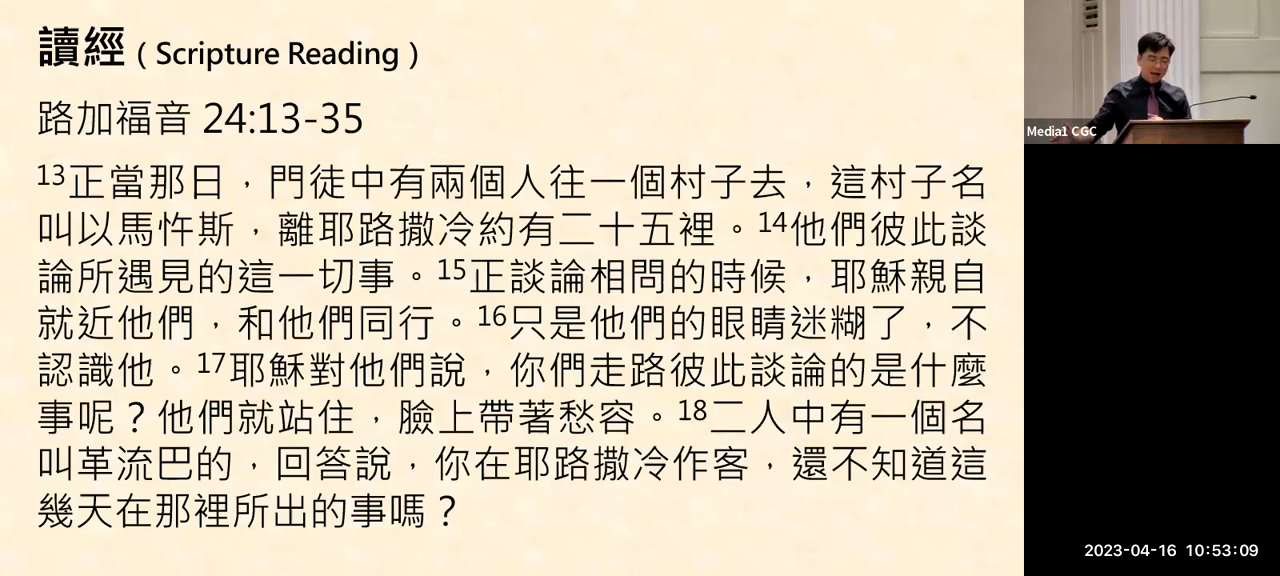 讀經 ( Scripture Reading )
路加福音 24:13-35
13正當那日，門徒中有兩個人往一個村子去，這村子名
叫以馬忤斯，離耶路撒冷約有二十五裡。14他們彼此談
論所遇見的這一切事。15正談論相問的時候，耶穌親自
就近他們，和他們同行。16只是他們的眼睛迷糊了，不
認識他。17耶穌對他們說，你們走路彼此談論的是什麼
事呢？他們就站住，臉上帶著愁容。18二人中有一個名
叫革流巴的，回答說，你在耶路撒冷作客，還不知道這
幾天在那裡所出的事嗎？
Media1 CGC
2023-04-16 10:53:09